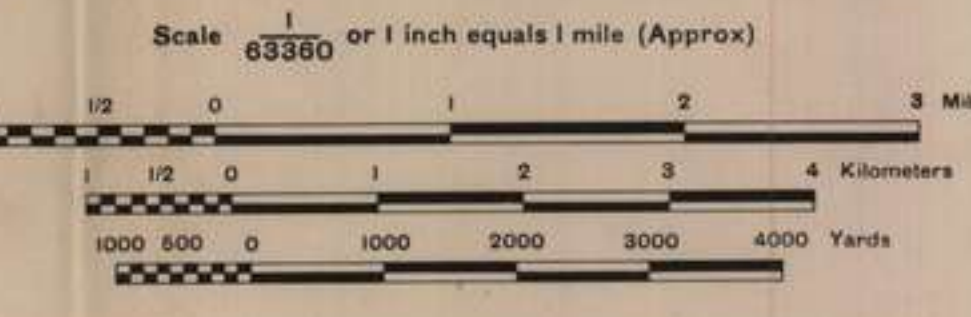 Scale 1/63360 or 1 inch equals 1 mile (Approx)
1/2 0 1 2 3 Mil
1 1/2 0 1 2 3 4 Kilometers
1000 500 0 1000 2000 3000 4000 Yards